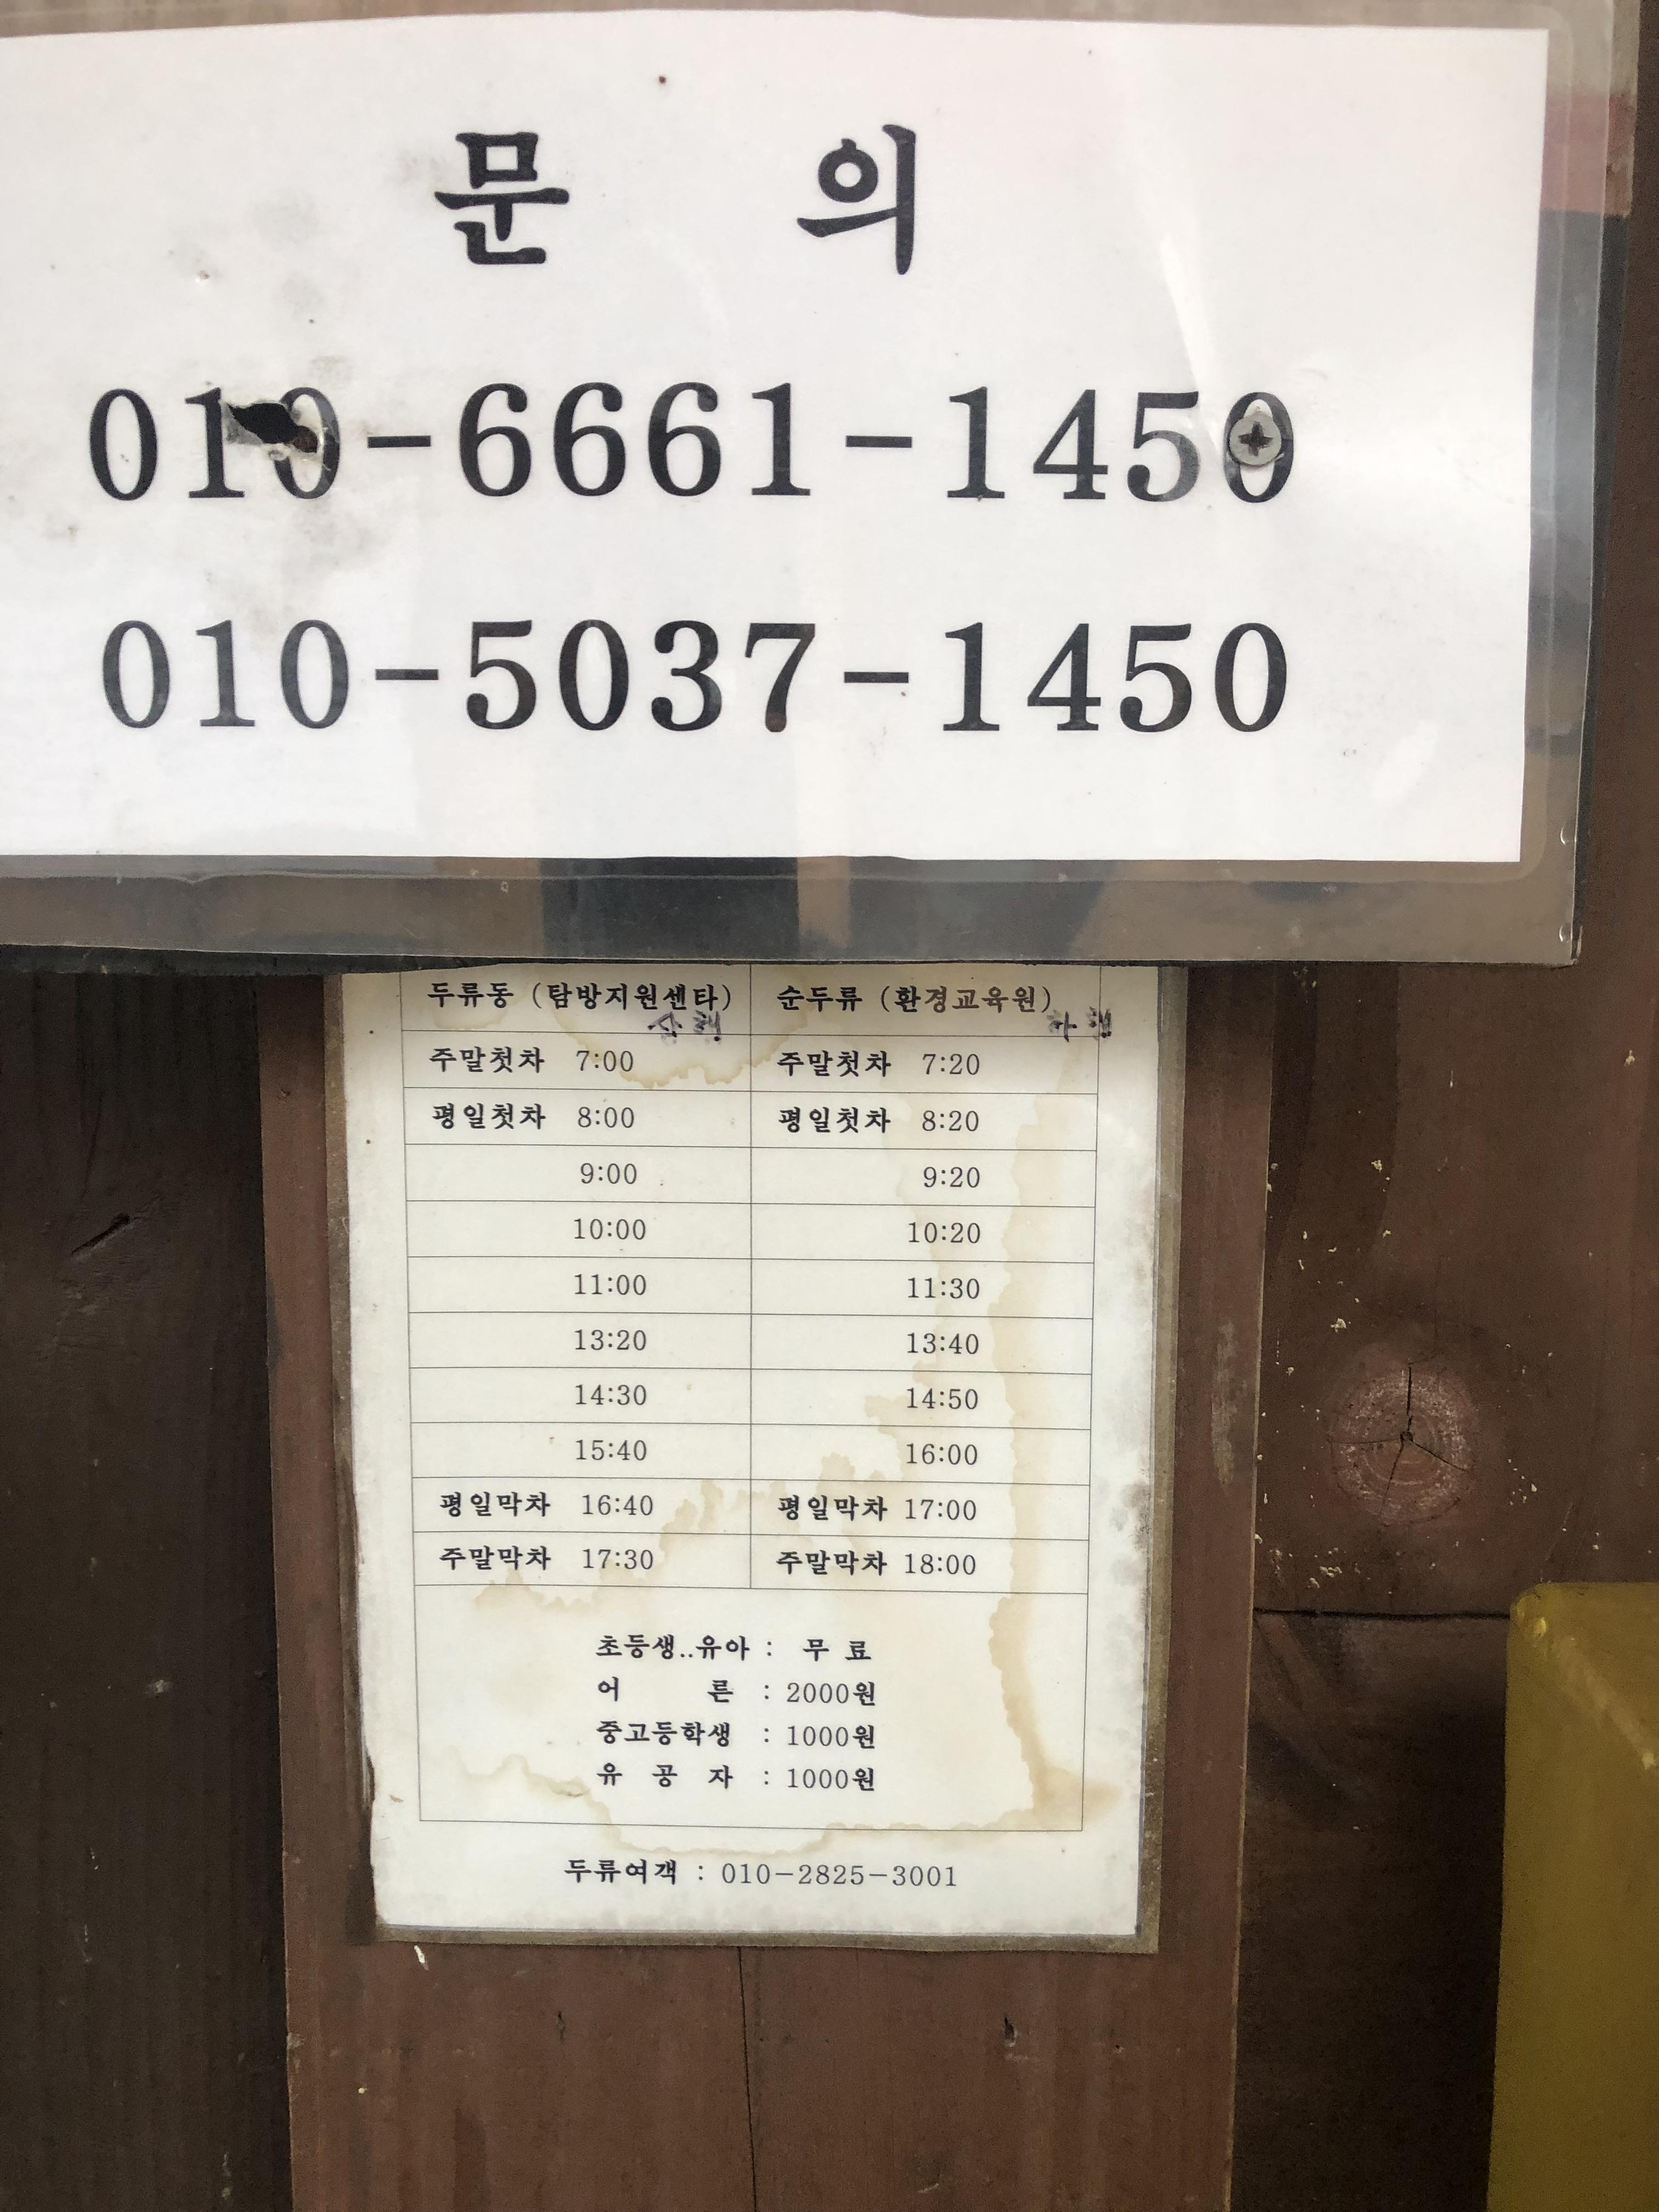 문 의
010-6661-1450
010-5037-1450
두류동 (탐방지원센타) 순두류 (환경교육원)
상행 하행
주말첫차 7:00 주말첫차 7:20
평일첫차 8:00 평일첫차 8:20
9:00 9:20
10:00 10:20
11:00 11:30
13:20 13:40
14:30 14:50
15:40 16:00
평일막차 16:40 평일막차 17:00
주말막차 17:30 주말막차 18:00
초등생..유아 : 무 료
어 른 : 2000원
중고등학생 : 1000원
유 공 자 : 1000원
두류여객 : 010-2825-3001